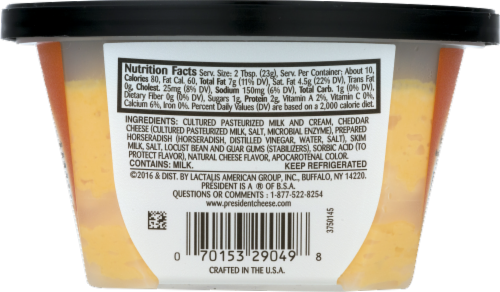 Nutrition Facts Serv. Size: 2 Tbsp. (23g), Serv. Per Container: About 10,
Calories 80, Fat Cal. 60, Total Fat 7g (11% DV), Sat. Fat 4.5g (22% DV), Trans Fat
0g, Cholest. 25mg (8% DV), Sodium 150mg (6% DV), Total Carb. 1g (0% DV),
Dietary Fiber 0g (0% DV), Sugars 1g, Protein 2g, Vitamin A 2%, Vitamin C 0%,
Calcium 6%, Iron 0%. Percent Daily Values (DV) are based on a 2,000 calorie diet.
INGREDIENTS: CULTURED PASTEURIZED MILK AND CREAM, CHEDDAR
CHEESE (CULTURED PASTEURIZED MILK, SALT, MICROBIAL ENZYME), PREPARED
HORSERADISH (HORSERADISH, DISTILLED VINEGAR, WATER, SALT), SKIM
MILK, SALT, LOCUST BEAN AND GUAR GUMS (STABILIZERS), SORBIC ACID (TO
PROTECT FLAVOR), NATURAL CHEESE FLAVOR, APOCAROTENAL COLOR.
CONTAINS: MILK. KEEP REFRIGERATED
©2016 & DIST. BY LACTALIS AMERICAN GROUP, INC., BUFFALO, NY 14220.
PRÉSIDENT IS A ® OF B.S.A.
QUESTIONS OR COMMENTS : 1-877-522-8254
www.presidentcheese.com
3750145
0 70153 29049 8
CRAFTED IN THE U.S.A.